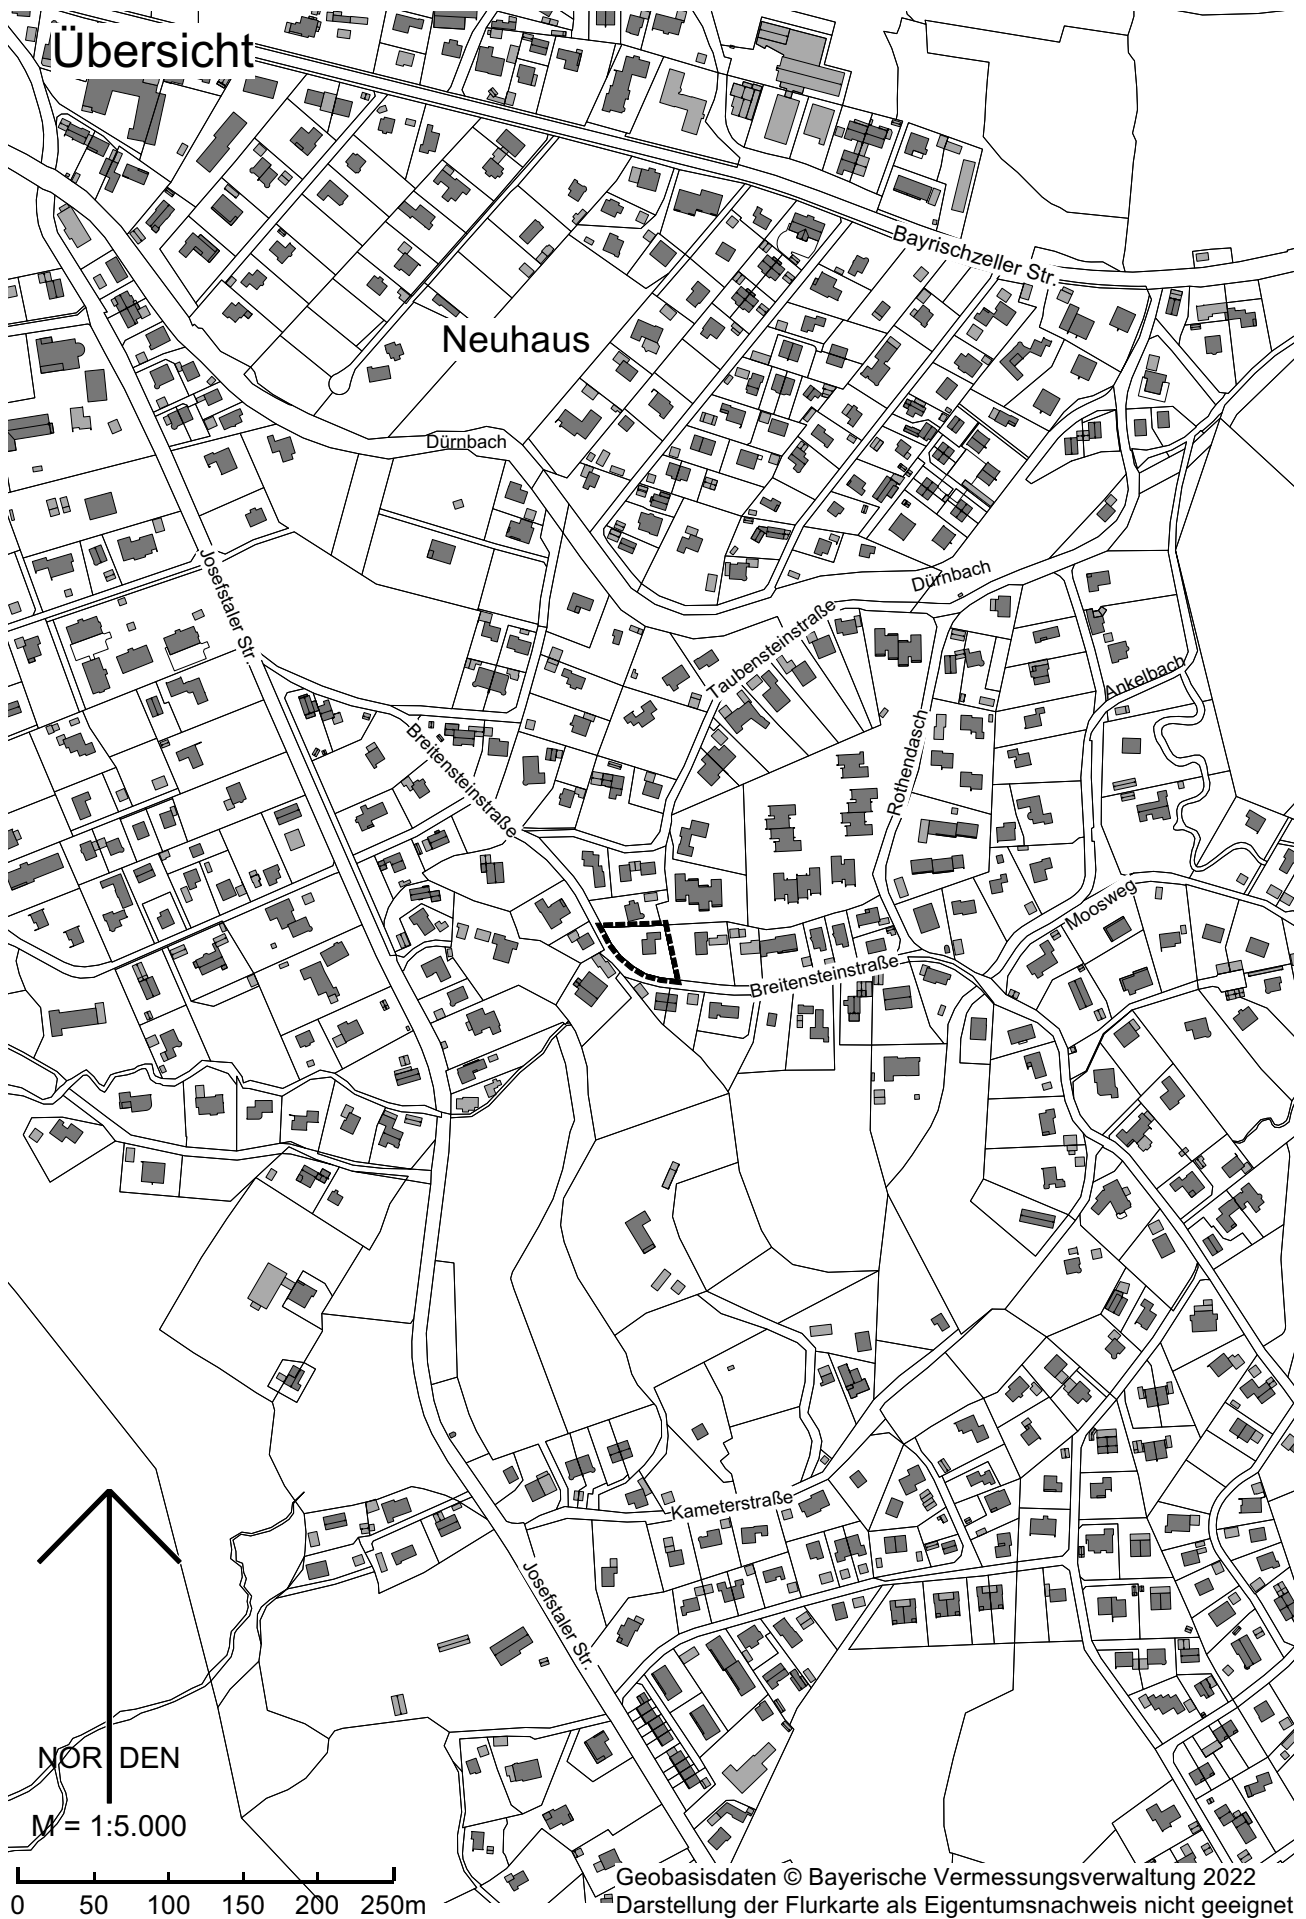 Übersicht
Bayrischzeller Str.
Neuhaus
Dürnbach
Josefstaler Str.
Dürnbach
Taubensteinstraße
Ankelbach
Breitensteinstraße
Rothendasch
Moosweg
Breitensteinstraße
Kameterstraße
Josefstaler Str.
NORDEN
M = 1:5.000
0 50 100 150 200 250m
Geobasisdaten © Bayerische Vermessungsverwaltung 2022
Darstellung der Flurkarte als Eigentumsnachweis nicht geeignet